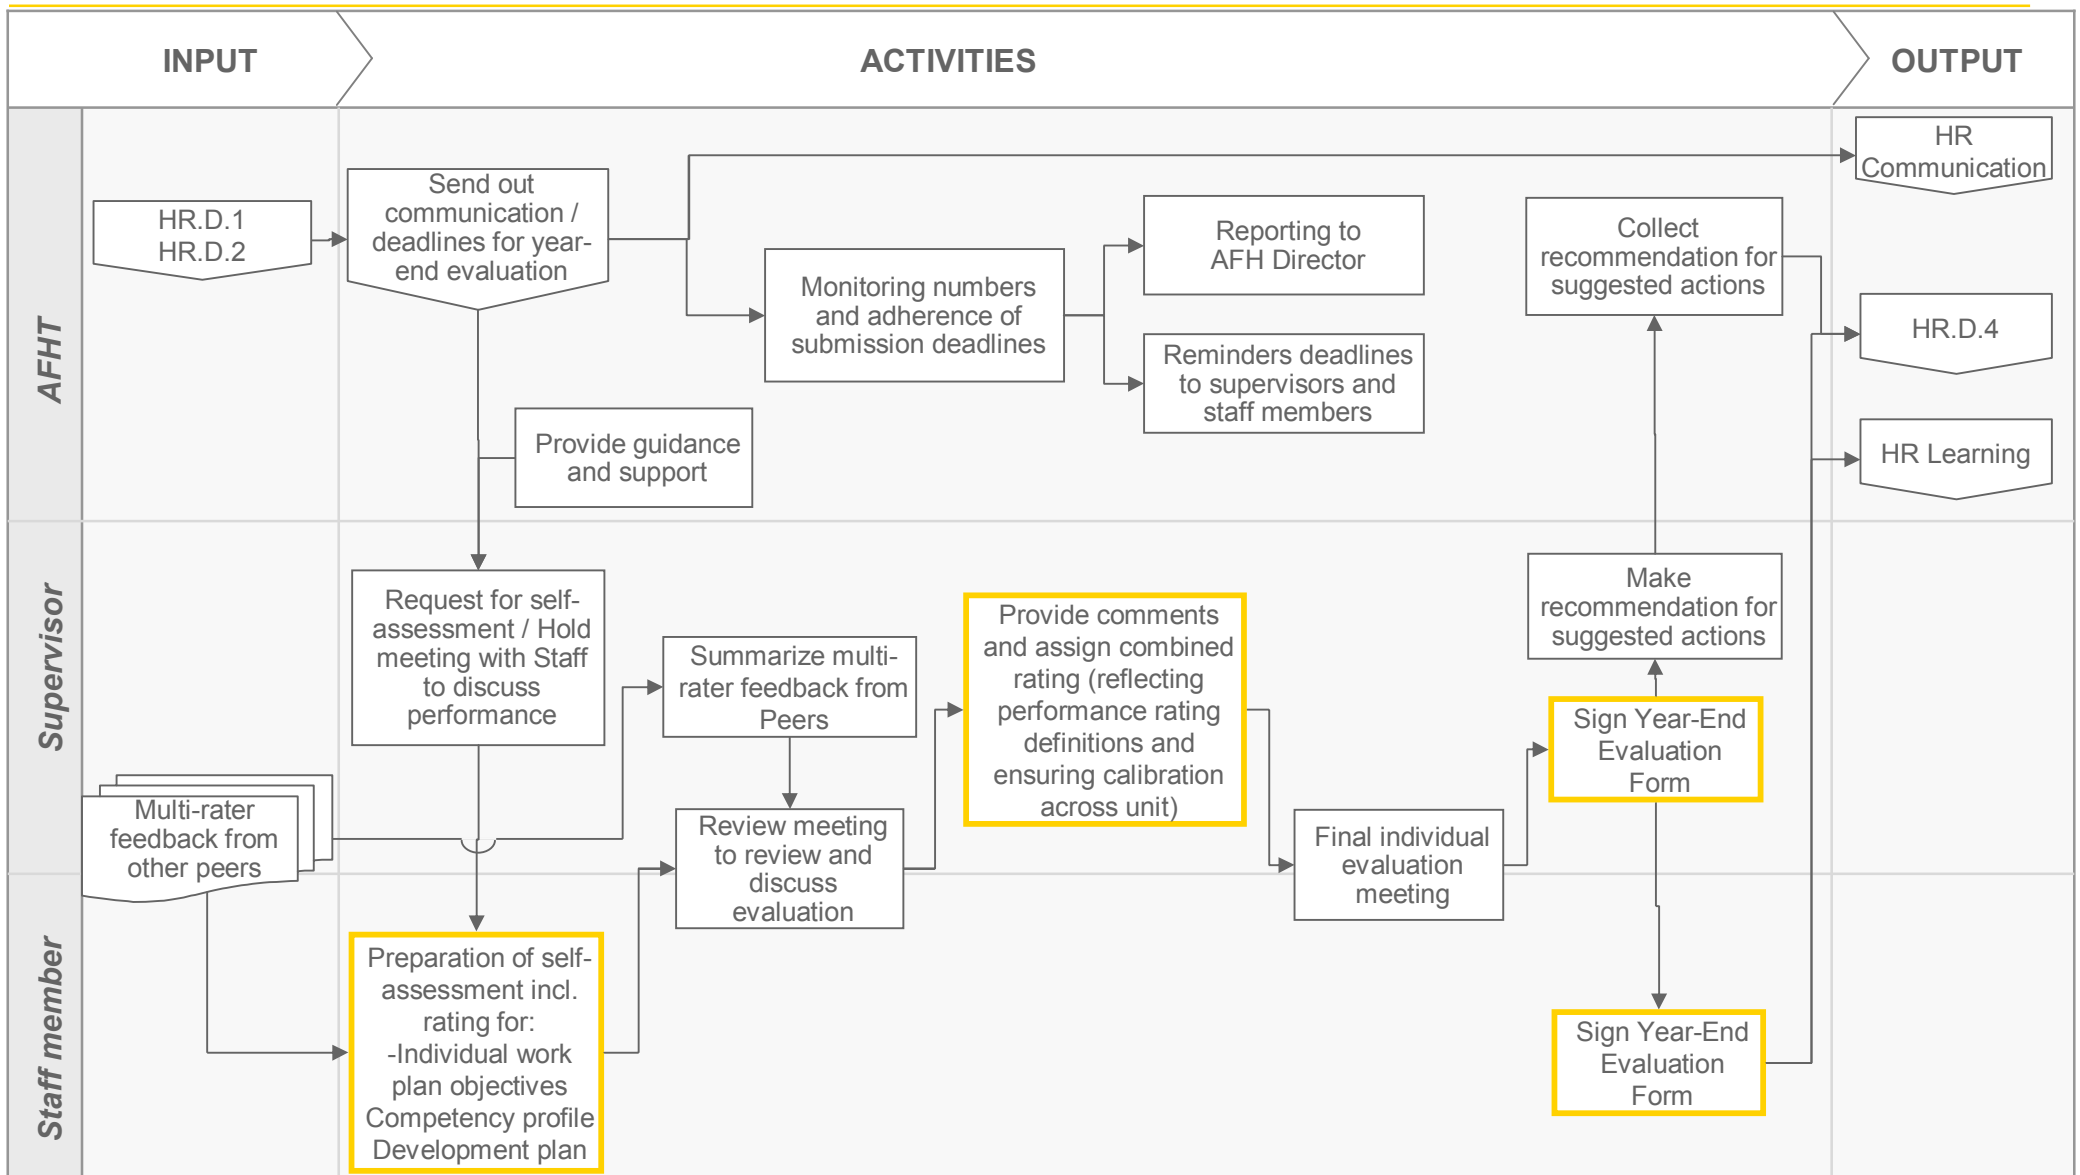 INPUT
ACTIVITIES
OUTPUT
AFHT
HR.D.1
HR.D.2
Send out
communication /
deadlines for year-
end evaluation
Monitoring numbers
and adherence of
submission deadlines
Reporting to
AFH Director
Reminders deadlines
to supervisors and
staff members
Provide guidance
and support
Collect
recommendation for
suggested actions
HR
Communication
HR.D.4
HR Learning
Supervisor
Request for self-
assessment / Hold
meeting with Staff
to discuss
performance
Multi-rater
feedback from
other peers
Summarize multi-
rater feedback from
Peers
Review meeting
to review and
discuss
evaluation
Provide comments
and assign combined
rating (reflecting
performance rating
definitions and
ensuring calibration
across unit)
Final individual
evaluation
meeting
Make
recommendation for
suggested actions
Sign Year-End
Evaluation
Form
Staff member
Preparation of self-
assessment incl.
rating for:
-Individual work
plan objectives
Competency profile
Development plan
Sign Year-End
Evaluation
Form